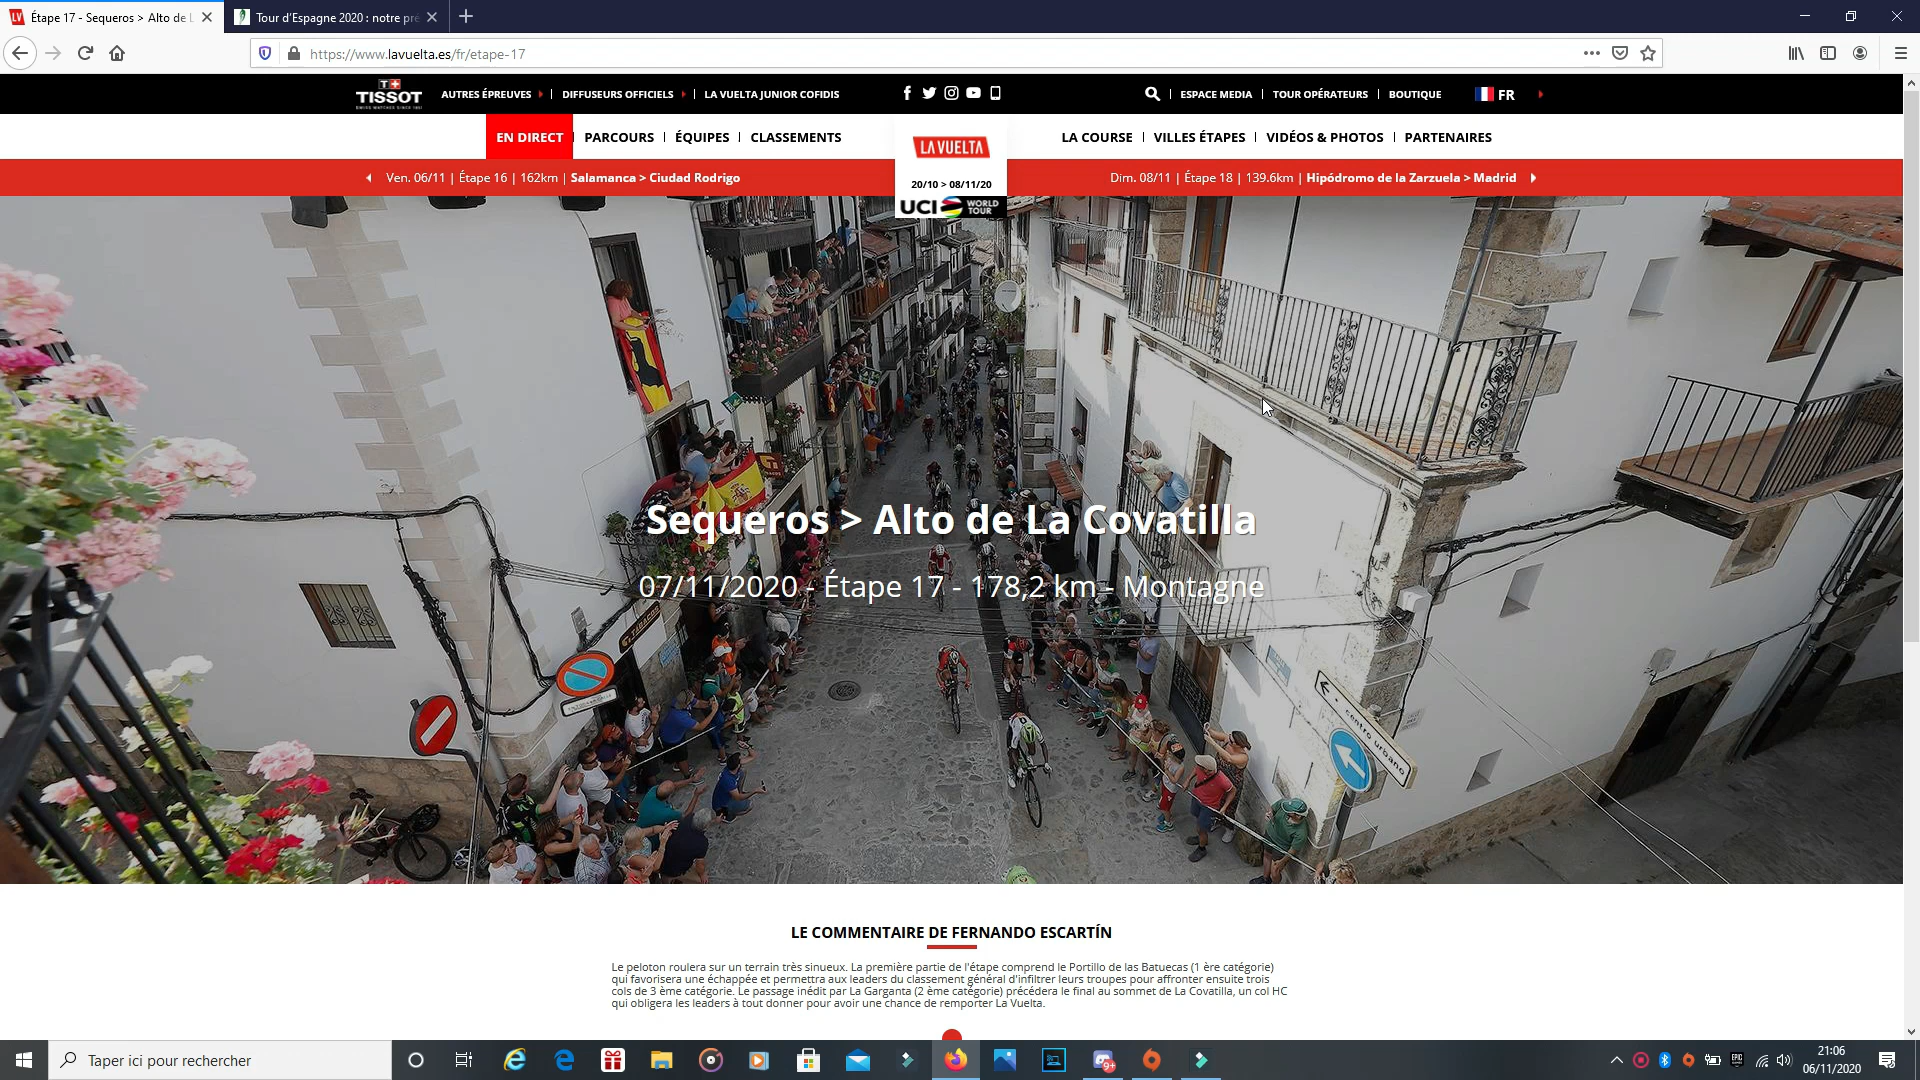 Étape 17 - Sequeros > Alto de L
Tour d'Espagne 2020 : notre pré
https://www.lavuelta.es/fr/etape-17
TISSOT
AUTRES ÉPREUVES
DIFFUSEURS OFFICIELS
LA VUELTA JUNIOR COFIDIS
ESPACE MEDIA
TOUR OPÉRATEURS
BOUTIQUE
FR
EN DIRECT
PARCOURS
ÉQUIPES
CLASSEMENTS
LA VUELTA
20/10 > 08/11/20
UCI WORLD TOUR
LA COURSE
VILLES ÉTAPES
VIDÉOS & PHOTOS
PARTENAIRES
Ven. 06/11 | Étape 16 | 162km | Salamanca > Ciudad Rodrigo
Dim. 08/11 | Étape 18 | 139.6km | Hipódromo de la Zarzuela > Madrid
Sequeros > Alto de La Covatilla
07/11/2020 - Étape 17 - 178,2 km - Montagne
TABACOS
centro urbano
LE COMMENTAIRE DE FERNANDO ESCARTÍN
Le peloton roulera sur un terrain très sinueux. La première partie de l'étape comprend le Portillo de las Batuecas (1 ère catégorie)
qui favorisera une échappée et permettra aux leaders du classement général d'infiltrer leurs troupes pour affronter ensuite trois
cols de 3 ème catégorie. Le passage inédit par La Garganta (2 ème catégorie) précédera le final au sommet de La Covatilla, un col HC
qui obligera les leaders à tout donner pour avoir une chance de remporter La Vuelta.
Taper ici pour rechercher
9+
EPIC
21:06
06/11/2020